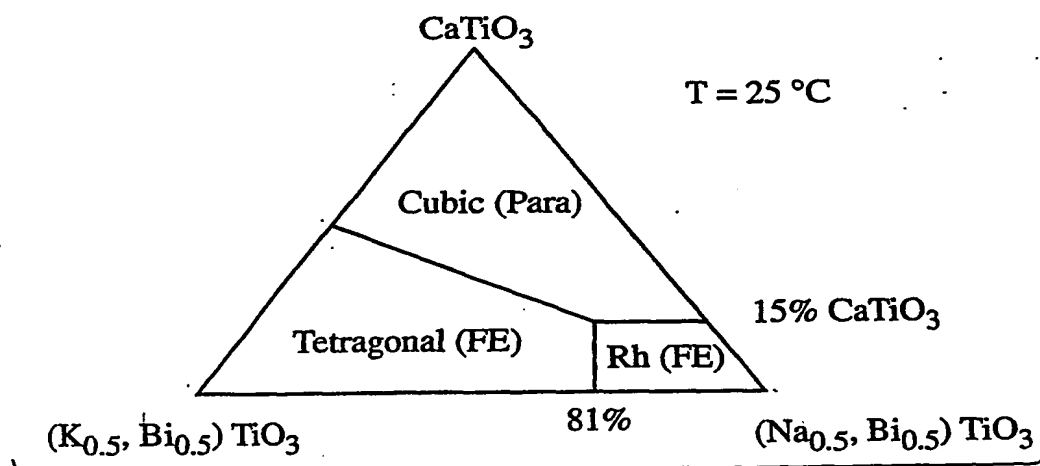 CaTiO3
T = 25 °C
Cubic (Para)
15% CaTiO3
Tetragonal (FE)
Rh (FE)
81%
(K0.5, Bi0.5) TiO3
(Na0.5, Bi0.5) TiO3